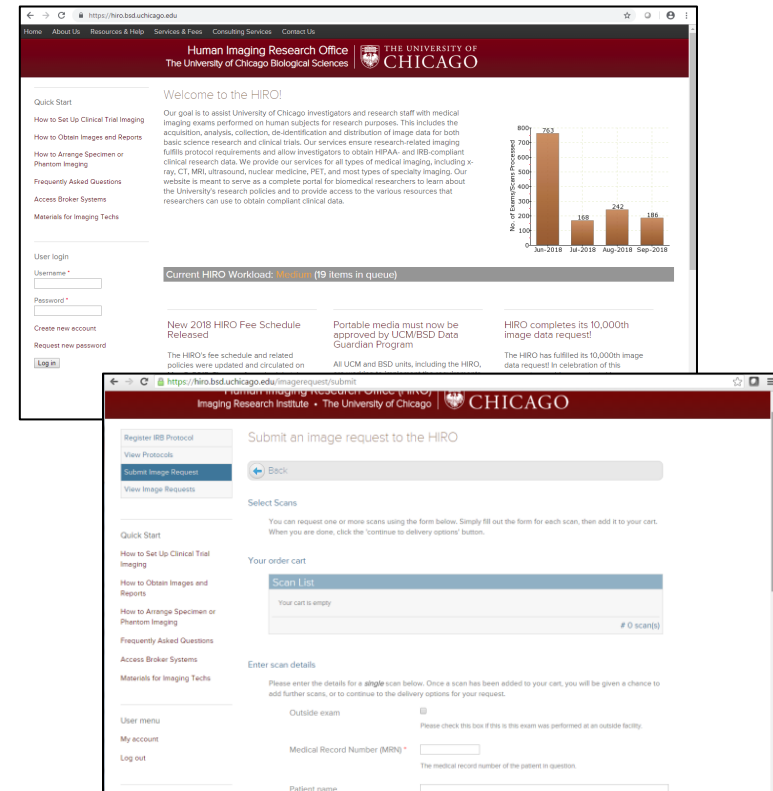 https://hiro.bsd.uchicago.edu
Home About Us Resources & Help Services & Fees Consulting Services Contact Us
Human Imaging Research Office
The University of Chicago Biological Sciences
THE UNIVERSITY OF
CHICAGO
Quick Start
How to Set Up Clinical Trial Imaging
How to Obtain Images and Reports
How to Arrange Specimen or
Phantom Imaging
Frequently Asked Questions
Access Broker Systems
Materials for Imaging Techs
User login
Username *
Password *
Create new account
Request new password
Log in
Welcome to the HIRO!
Our goal is to assist University of Chicago investigators and research staff with medical
imaging exams performed on human subjects for research purposes. This includes the
acquisition, analysis, collection, de-identification and distribution of image data for both
basic science research and clinical trials. Our services ensure research-related imaging
fulfills protocol requirements and allow investigators to obtain HIPAA- and IRB-compliant
clinical research data. We provide our services for all types of medical imaging, including x-
ray, CT, MRI, ultrasound, nuclear medicine, PET, and most types of specialty imaging. Our
website is meant to serve as a complete portal for biomedical researchers to learn about
the University's research policies and to provide access to the various resources that
researchers can use to obtain compliant clinical data.
No. of Exams/Scans Processed
800
700
600
500
400
300
200
100
0
763
168
242
186
Jun-2018 Jul-2018 Aug-2018 Sep-2018
Current HIRO Workload: Medium (19 items in queue)
New 2018 HIRO Fee Schedule
Released
The HIRO's fee schedule and related
policies were updated and circulated on
Portable media must now be
approved by UCM/BSD Data
Guardian Program
All UCM and BSD units, including the HIRO,
HIRO completes its 10,000th
image data request!
The HIRO has fulfilled its 10,000th image
data request! In celebration of this
https://hiro.bsd.uchicago.edu/imagerequest/submit
Human Imaging Research Office (HIRO)
Imaging Research Institute • The University of Chicago
CHICAGO
Register IRB Protocol
View Protocols
Submit Image Request
View Image Requests
Quick Start
How to Set Up Clinical Trial
Imaging
How to Obtain Images and
Reports
How to Arrange Specimen or
Phantom Imaging
Frequently Asked Questions
Access Broker Systems
Materials for Imaging Techs
User menu
My account
Log out
Submit an image request to the HIRO
Back
Select Scans
You can request one or more scans using the form below. Simply fill out the form for each scan, then add it to your cart.
When you are done, click the 'continue to delivery options' button.
Your order cart
Scan List
Your cart is empty
# 0 scan(s)
Enter scan details
Please enter the details for a single scan below. Once a scan has been added to your cart, you will be given a chance to
add further scans, or to continue to the delivery options for your request.
Outside exam
Please check this box if this is this exam was performed at an outside facility.
Medical Record Number (MRN) *
The medical record number of the patient in question.
Patient name